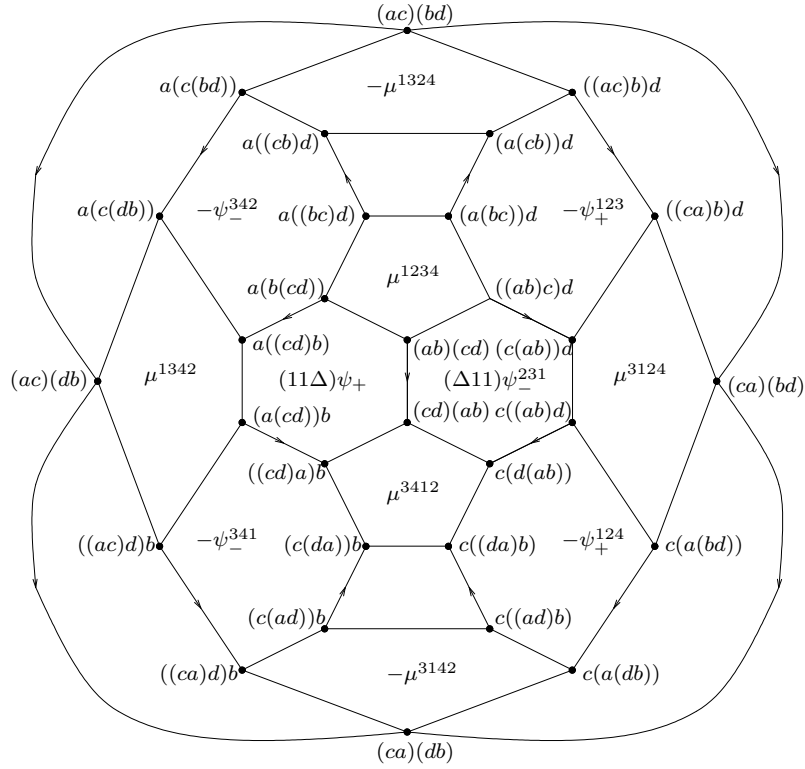 (ac)(bd)
a(c(bd)) −μ^{1324} ((ac)b)d
a((cb)d) (a(cb))d
a(c(db)) −ψ_−^{342} a((bc)d) (a(bc))d −ψ_+^{123} ((ca)b)d
μ^{1234}
a(b(cd)) ((ab)c)d
a((cd)b) (ab)(cd) (c(ab))d
(ac)(db) μ^{1342} (11Δ)ψ_+ (Δ11)ψ_−^{231} μ^{3124} (ca)(bd)
(a(cd))b (cd)(ab) c((ab)d)
((cd)a)b c(d(ab))
μ^{3412}
((ac)d)b −ψ_−^{341} (c(da))b c((da)b) −ψ_+^{124} c(a(bd))
(c(ad))b c((ad)b)
((ca)d)b −μ^{3142} c(a(db))
(ca)(db)